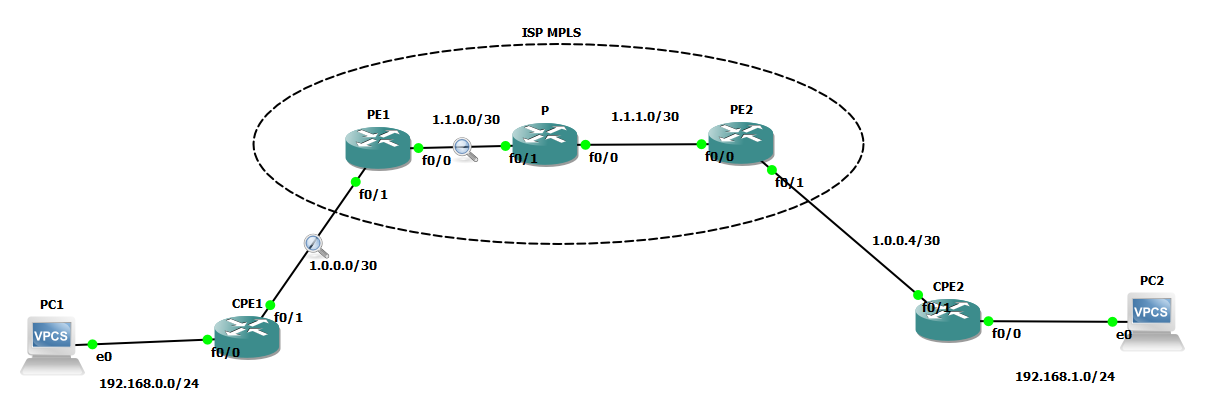 ISP MPLS
PE1
1.1.0.0/30
P
1.1.1.0/30
PE2
f0/0
f0/1
f0/0
f0/0
f0/1
f0/1
1.0.0.0/30
1.0.0.4/30
PC1
CPE1
CPE2
PC2
VPCS
f0/1
f0/1
VPCS
e0
f0/0
f0/0
e0
192.168.0.0/24
192.168.1.0/24